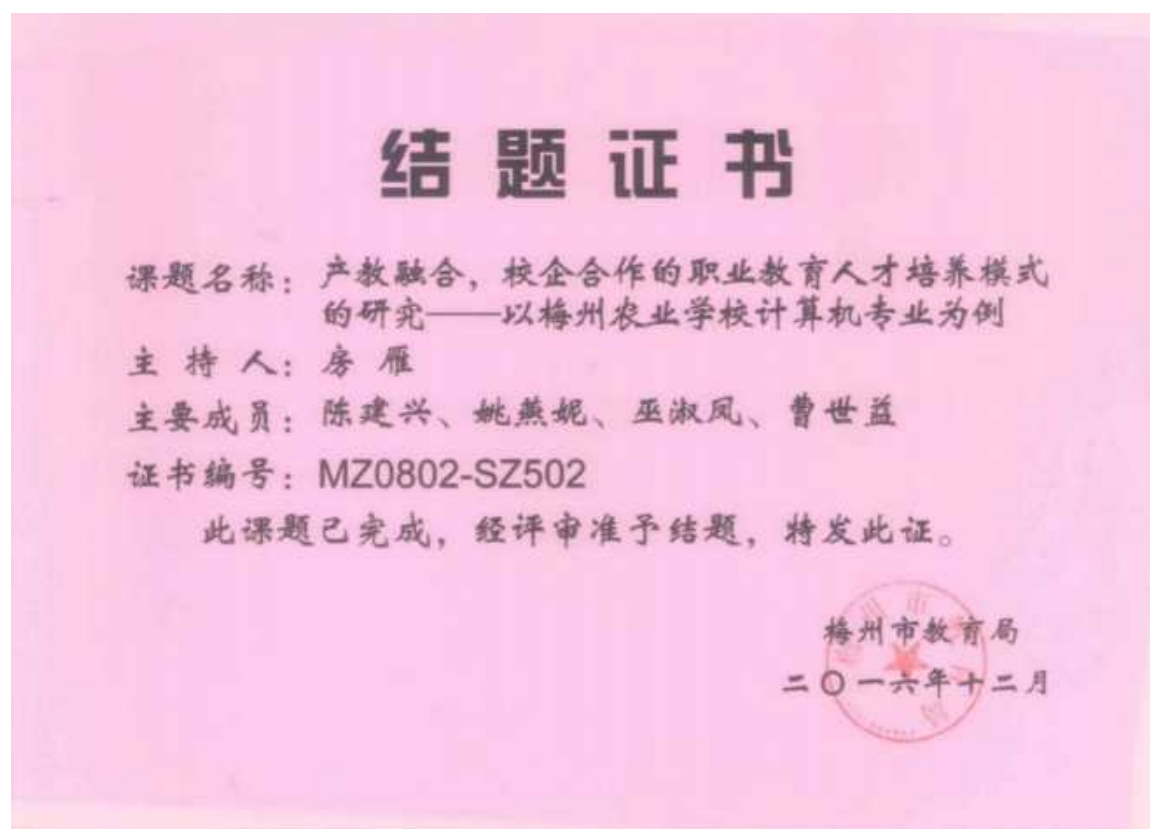 结题证书
课题名称：产教融合，校企合作的职业教育人才培养模式
的研究——以梅州农业学校计算机专业为例
主持人：房雁
主要成员：陈建兴、姚燕妮、巫淑凤、曹世益
证书编号：MZ0802-SZ502
此课题已完成，经评审准予结题，特发此证。
梅州市教育局
二〇一六年十二月